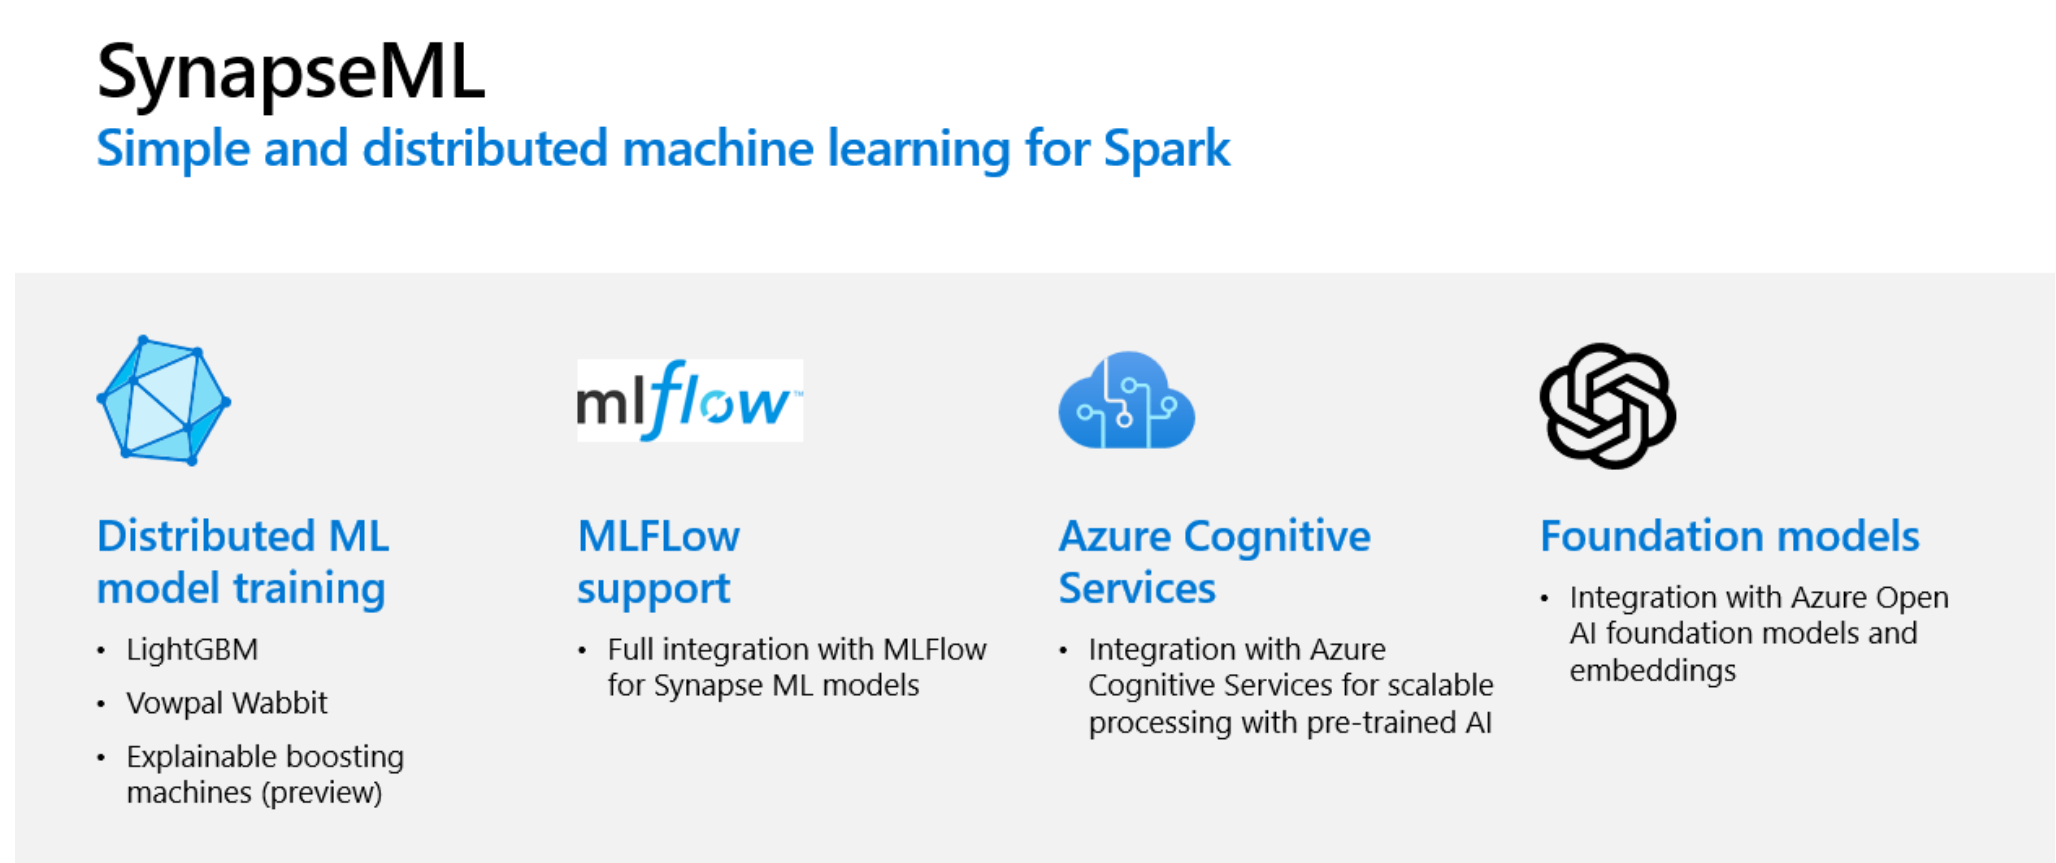 SynapseML
Simple and distributed machine learning for Spark
mlflow™
Distributed ML
model training
• LightGBM
• Vowpal Wabbit
• Explainable boosting
machines (preview)
MLFLow
support
• Full integration with MLFlow
for Synapse ML models
Azure Cognitive
Services
• Integration with Azure
Cognitive Services for scalable
processing with pre-trained AI
Foundation models
• Integration with Azure Open
AI foundation models and
embeddings